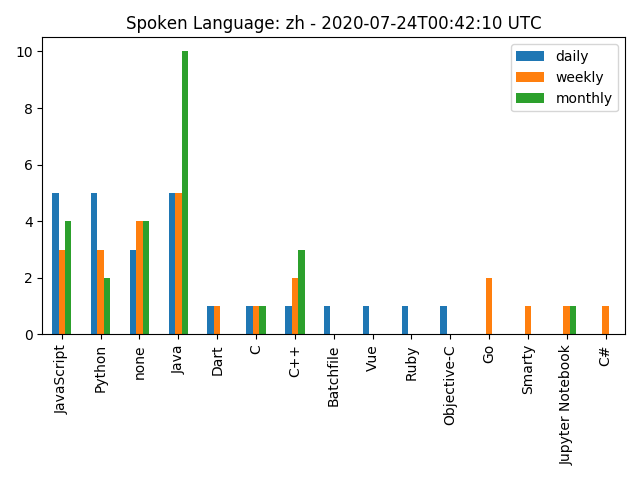 Spoken Language: zh - 2020-07-24T00:42:10 UTC
daily
weekly
monthly
10
8
6
4
2
0
JavaScript
Python
none
Java
Dart
C
C++
Batchfile
Vue
Ruby
Objective-C
Go
Smarty
Jupyter Notebook
C#